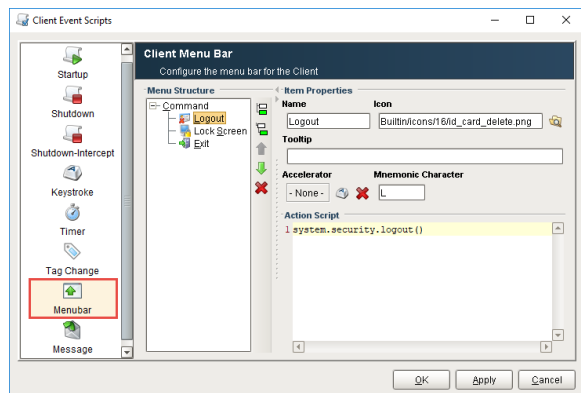 Client Event Scripts
Startup
Shutdown
Shutdown-Intercept
Keystroke
Timer
Tag Change
Menubar
Message
Client Menu Bar
Configure the menu bar for the Client
Menu Structure
Command
Logout
Lock Screen
Exit
Item Properties
Name Icon
Logout Builtin/icons/16/id_card_delete.png
Tooltip
Accelerator Mnemonic Character
- None - L
Action Script
1 system.security.logout()
OK Apply Cancel